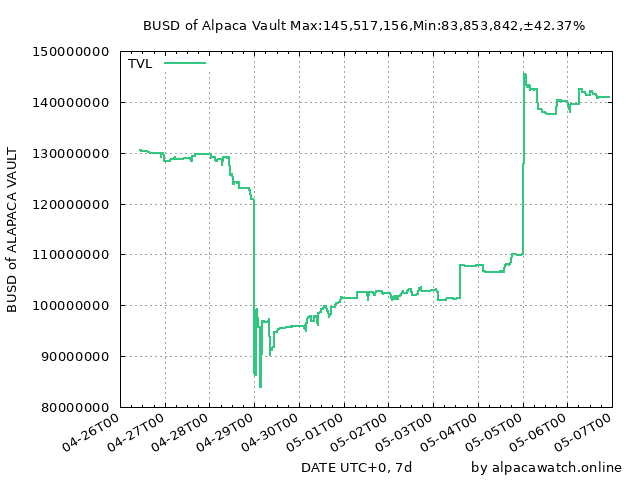 BUSD of Alpaca Vault Max:145,517,156,Min:83,853,842,±42.37%
TVL
150000000
140000000
130000000
120000000
110000000
100000000
90000000
80000000
BUSD of ALAPACA VAULT
04-26T00
04-27T00
04-28T00
04-29T00
04-30T00
05-01T00
05-02T00
05-03T00
05-04T00
05-05T00
05-06T00
05-07T00
DATE UTC+0, 7d
by alpacawatch.online